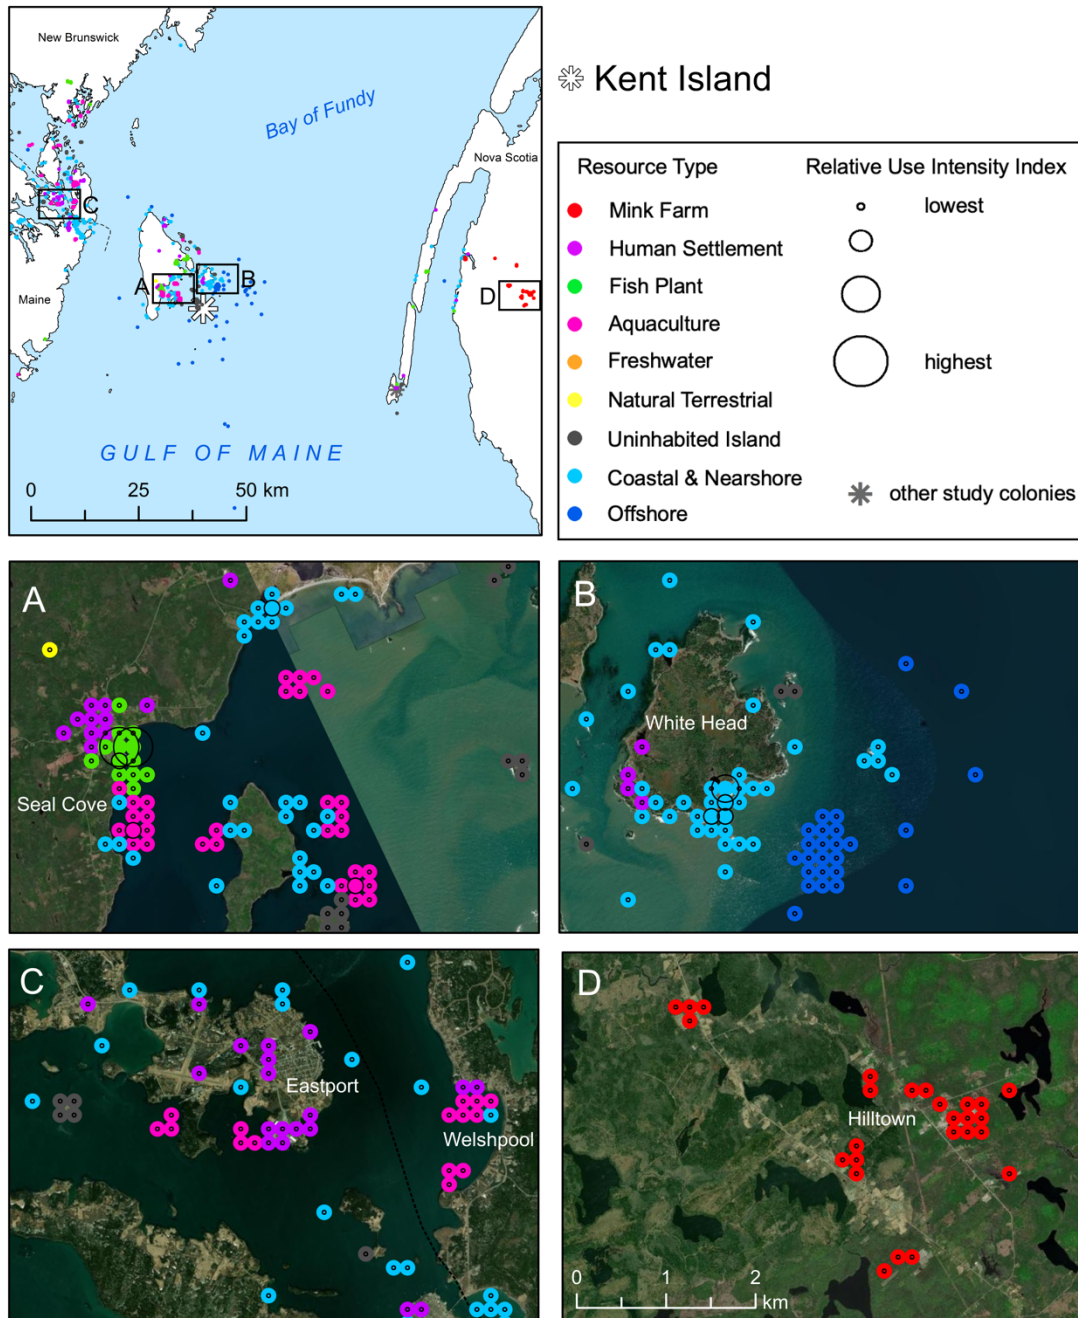 New Brunswick
Bay of Fundy
Nova Scotia
C
A
B
D
Maine
GULF OF MAINE
0 25 50 km
Kent Island
Resource Type
Relative Use Intensity Index
Mink Farm
lowest
Human Settlement
Fish Plant
Aquaculture
Freshwater
highest
Natural Terrestrial
Uninhabited Island
Coastal & Nearshore
other study colonies
Offshore
A
Seal Cove
B
White Head
C
Eastport
Welshpool
D
Hilltown
0 1 2
km